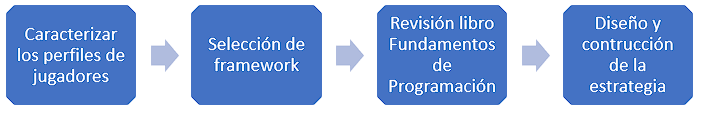 Caracterizar
los perfiles de
jugadores
Selección de
framework
Revisión libro
Fundamentos
de
Programación
Diseño y
contrucción
de la
estrategia